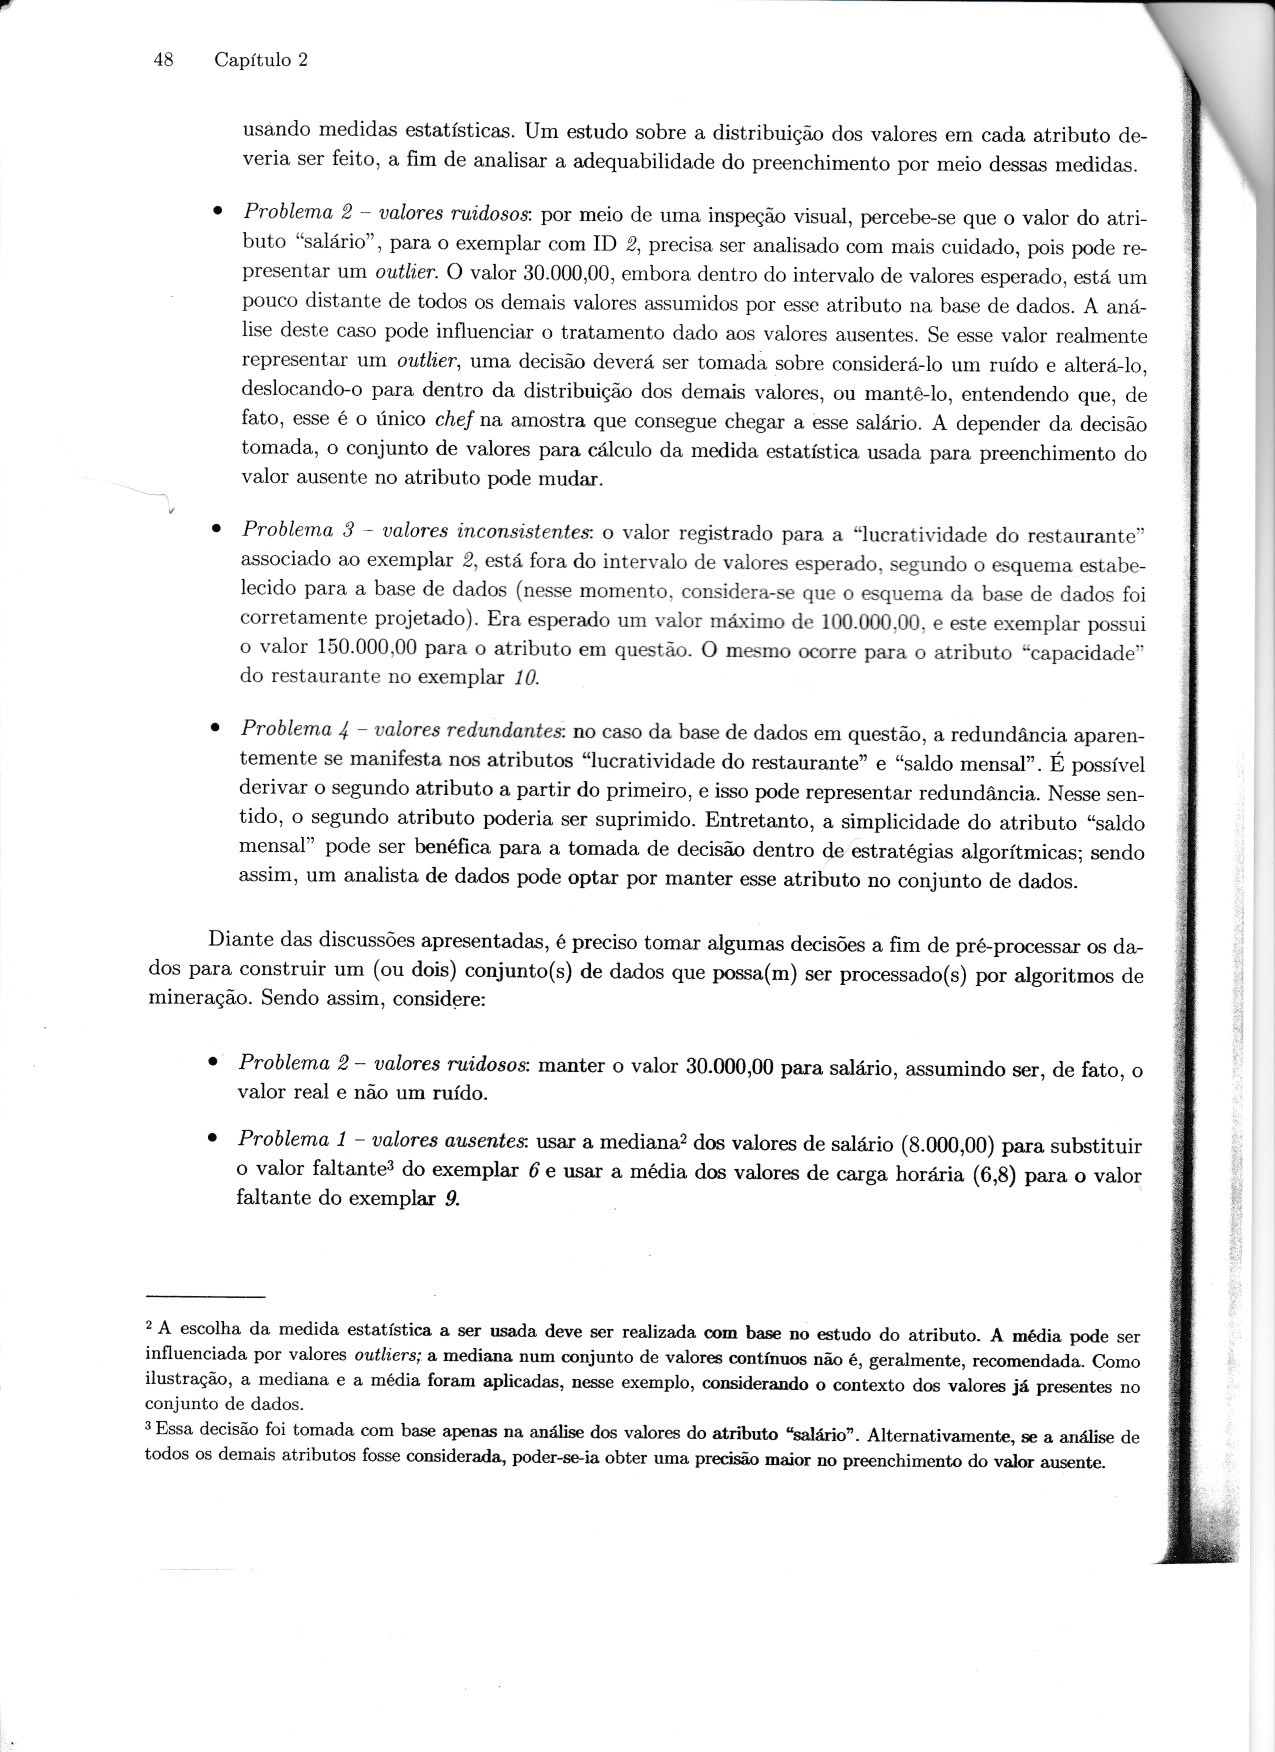 48 Capítulo 2
usando medidas estatísticas. Um estudo sobre a distribuição dos valores em cada atributo de-
veria ser feito, a fim de analisar a adequabilidade do preenchimento por meio dessas medidas.
• Problema 2 – valores ruidosos: por meio de uma inspeção visual, percebe-se que o valor do atri-
buto “salário”, para o exemplar com ID 2, precisa ser analisado com mais cuidado, pois pode re-
presentar um outlier. O valor 30.000,00, embora dentro do intervalo de valores esperado, está um
pouco distante de todos os demais valores assumidos por esse atributo na base de dados. A aná-
lise deste caso pode influenciar o tratamento dado aos valores ausentes. Se esse valor realmente
representar um outlier, uma decisão deverá ser tomada sobre considerá-lo um ruído e alterá-lo,
deslocando-o para dentro da distribuição dos demais valores, ou mantê-lo, entendendo que, de
fato, esse é o único chef na amostra que consegue chegar a esse salário. A depender da decisão
tomada, o conjunto de valores para cálculo da medida estatística usada para preenchimento do
valor ausente no atributo pode mudar.
• Problema 3 – valores inconsistentes: o valor registrado para a “lucratividade do restaurante”
associado ao exemplar 2, está fora do intervalo de valores esperado, segundo o esquema estabe-
lecido para a base de dados (nesse momento, considera-se que o esquema da base de dados foi
corretamente projetado). Era esperado um valor máximo de 100.000,00, e este exemplar possui
o valor 150.000,00 para o atributo em questão. O mesmo ocorre para o atributo “capacidade”
do restaurante no exemplar 10.
• Problema 4 – valores redundantes: no caso da base de dados em questão, a redundância aparen-
temente se manifesta nos atributos “lucratividade do restaurante” e “saldo mensal”. É possível
derivar o segundo atributo a partir do primeiro, e isso pode representar redundância. Nesse sen-
tido, o segundo atributo poderia ser suprimido. Entretanto, a simplicidade do atributo “saldo
mensal” pode ser benéfica para a tomada de decisão dentro de estratégias algorítmicas; sendo
assim, um analista de dados pode optar por manter esse atributo no conjunto de dados.
Diante das discussões apresentadas, é preciso tomar algumas decisões a fim de pré-processar os da-
dos para construir um (ou dois) conjunto(s) de dados que possa(m) ser processado(s) por algoritmos de
mineração. Sendo assim, considere:
• Problema 2 – valores ruidosos: manter o valor 30.000,00 para salário, assumindo ser, de fato, o
valor real e não um ruído.
• Problema 1 – valores ausentes: usar a mediana² dos valores de salário (8.000,00) para substituir
o valor faltante³ do exemplar 6 e usar a média dos valores de carga horária (6,8) para o valor
faltante do exemplar 9.
² A escolha da medida estatística a ser usada deve ser realizada com base no estudo do atributo. A média pode ser
influenciada por valores outliers; a mediana num conjunto de valores contínuos não é, geralmente, recomendada. Como
ilustração, a mediana e a média foram aplicadas, nesse exemplo, considerando o contexto dos valores já presentes no
conjunto de dados.
³ Essa decisão foi tomada com base apenas na análise dos valores do atributo “salário”. Alternativamente, se a análise de
todos os demais atributos fosse considerada, poder-se-ia obter uma precisão maior no preenchimento do valor ausente.